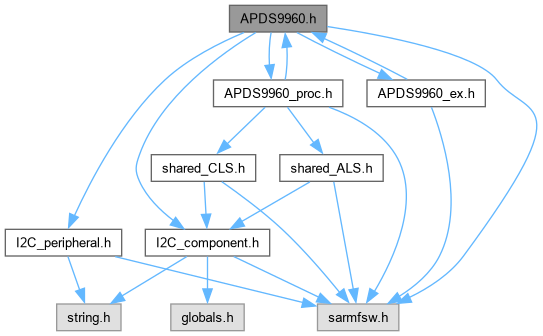 APDS9960.h
APDS9960_proc.h
APDS9960_ex.h
shared_CLS.h
shared_ALS.h
I2C_peripheral.h
I2C_component.h
string.h
globals.h
sarmfsw.h